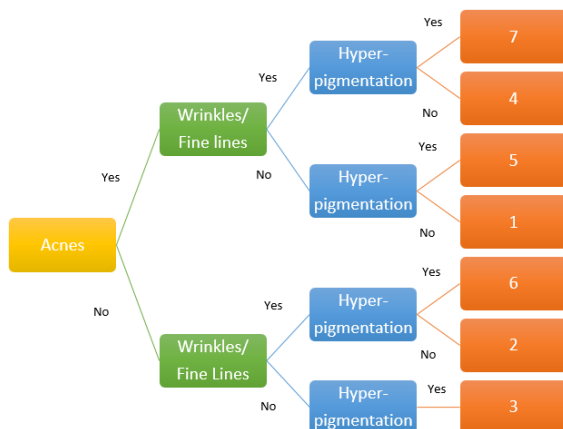 Yes
7
Hyper-
pigmentation
Yes
No
4
Wrinkles/
Fine lines
Yes
5
No
Hyper-
pigmentation
Yes
No
1
Acnes
Yes
6
Hyper-
pigmentation
No
Yes
No
2
Wrinkles/
Fine Lines
No
Hyper-
pigmentation
Yes
3